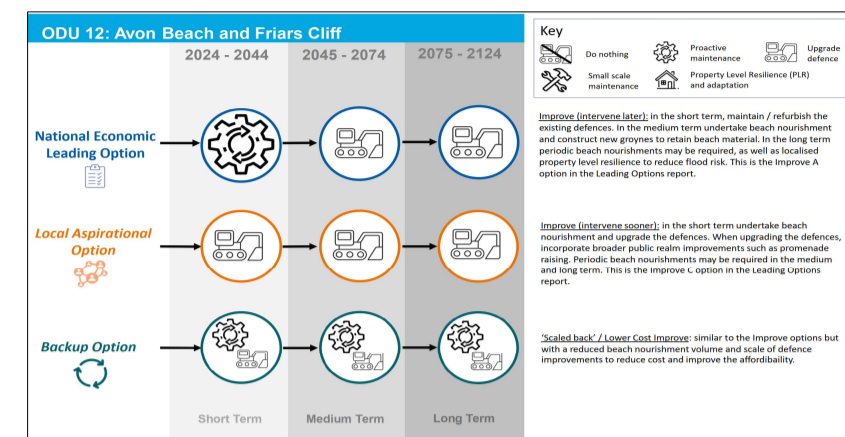 ODU 12: Avon Beach and Friars Cliff
2024 - 2044
2045 - 2074
2075 - 2124
National Economic
Leading Option
Local Aspirational
Option
Backup Option
Short Term
Medium Term
Long Term
Key
Do nothing
Proactive
maintenance
Upgrade
defence
Small scale
maintenance
Property Level Resilience (PLR)
and adaptation
Improve (intervene later): in the short term, maintain / refurbish the
existing defences. In the medium term undertake beach nourishment
and construct new groynes to retain beach material. In the long term
periodic beach nourishments may be required, as well as localised
property level resilience to reduce flood risk. This is the Improve A
option in the Leading Options report.
Improve (intervene sooner): in the short term undertake beach
nourishment and upgrade the defences. When upgrading the defences,
incorporate broader public realm improvements such as promenade
raising. Periodic beach nourishments may be required in the medium
and long term. This is the Improve C option in the Leading Options
report.
'Scaled back' / Lower Cost Improve: similar to the Improve options but
with a reduced beach nourishment volume and scale of defence
improvements to reduce cost and improve the affordibaility.